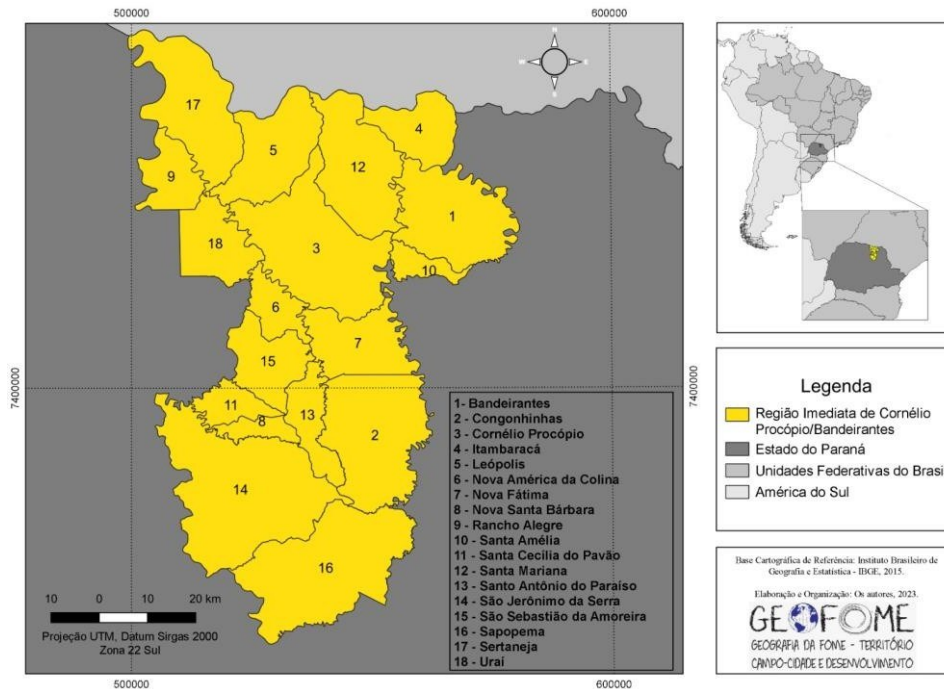 500000
600000
17
4
5
12
9
1
18
3
10
6
7
15
7400000
7400000
11
13
8
2
14
16
1- Bandeirantes
2 - Congonhinhas
3 - Cornélio Procópio
4 - Itambaracá
5 - Leópolis
6 - Nova América da Colina
7 - Nova Fátima
8 - Nova Santa Bárbara
9 - Rancho Alegre
10 - Santa Amélia
11 - Santa Cecília do Pavão
12 - Santa Mariana
13 - Santo Antônio do Paraíso
14 - São Jerônimo da Serra
15 - São Sebastião da Amoreira
16 - Sapopema
17 - Sertaneja
18 - Uraí
10 0 10 20 km
Projeção UTM, Datum Sirgas 2000
Zona 22 Sul
500000
600000
Legenda
Região Imediata de Cornélio
Procópio/Bandeirantes
Estado do Paraná
Unidades Federativas do Brasi
América do Sul
Base Cartográfica de Referência: Instituto Brasileiro de
Geografia e Estatística - IBGE, 2015.
Elaboração e Organização: Os autores, 2023.
GEOFOME
GEOGRAFIA DA FOME - TERRITÓRIO
CAMPO-CIDADE E DESENVOLVIMENTO